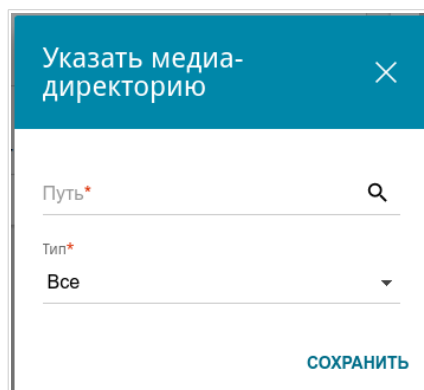 Указать медиа-
директорию
Путь*
Тип*
Все
СОХРАНИТЬ